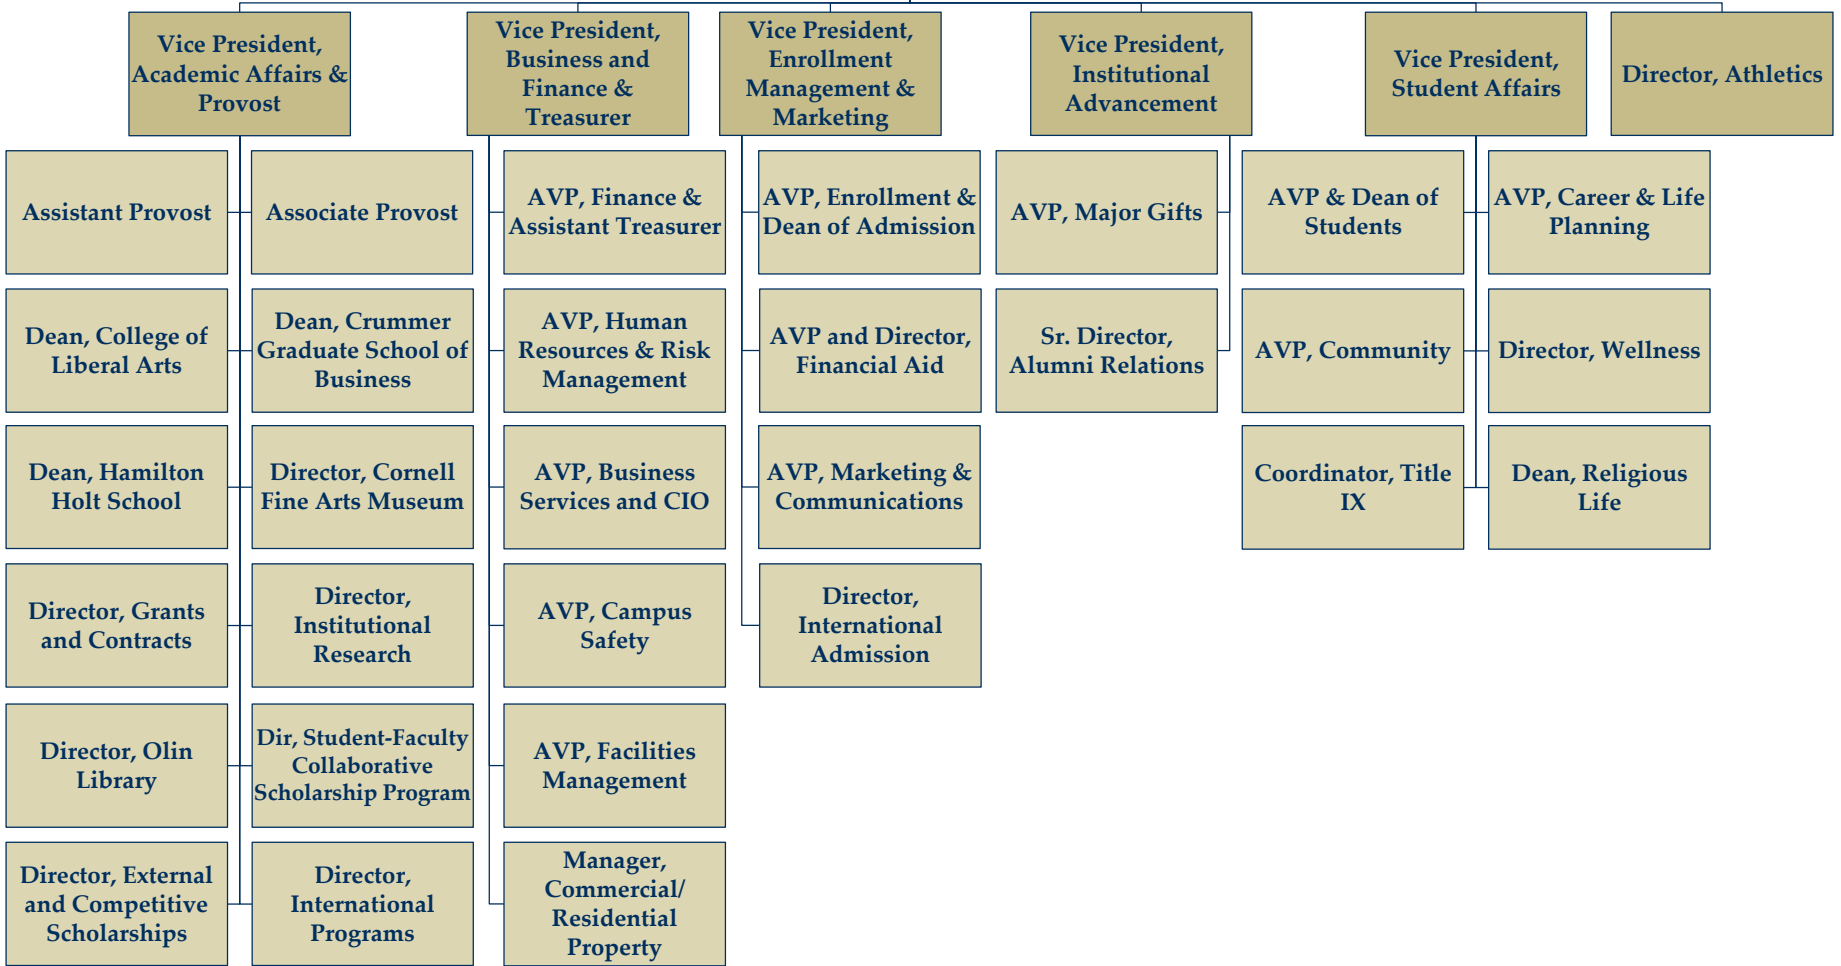 Vice President,
Academic Affairs &
Provost
Vice President,
Business and
Finance &
Treasurer
Vice President,
Enrollment
Management &
Marketing
Vice President,
Institutional
Advancement
Vice President,
Student Affairs
Director, Athletics
Assistant Provost
Associate Provost
AVP, Finance &
Assistant Treasurer
AVP, Enrollment &
Dean of Admission
AVP, Major Gifts
AVP & Dean of
Students
AVP, Career & Life
Planning
Dean, College of
Liberal Arts
Dean, Crummer
Graduate School of
Business
AVP, Human
Resources & Risk
Management
AVP and Director,
Financial Aid
Sr. Director,
Alumni Relations
AVP, Community
Director, Wellness
Dean, Hamilton
Holt School
Director, Cornell
Fine Arts Museum
AVP, Business
Services and CIO
AVP, Marketing &
Communications
Coordinator, Title
IX
Dean, Religious
Life
Director, Grants
and Contracts
Director,
Institutional
Research
AVP, Campus
Safety
Director,
International
Admission
Director, Olin
Library
Dir, Student-Faculty
Collaborative
Scholarship Program
AVP, Facilities
Management
Director, External
and Competitive
Scholarships
Director,
International
Programs
Manager,
Commercial/
Residential
Property